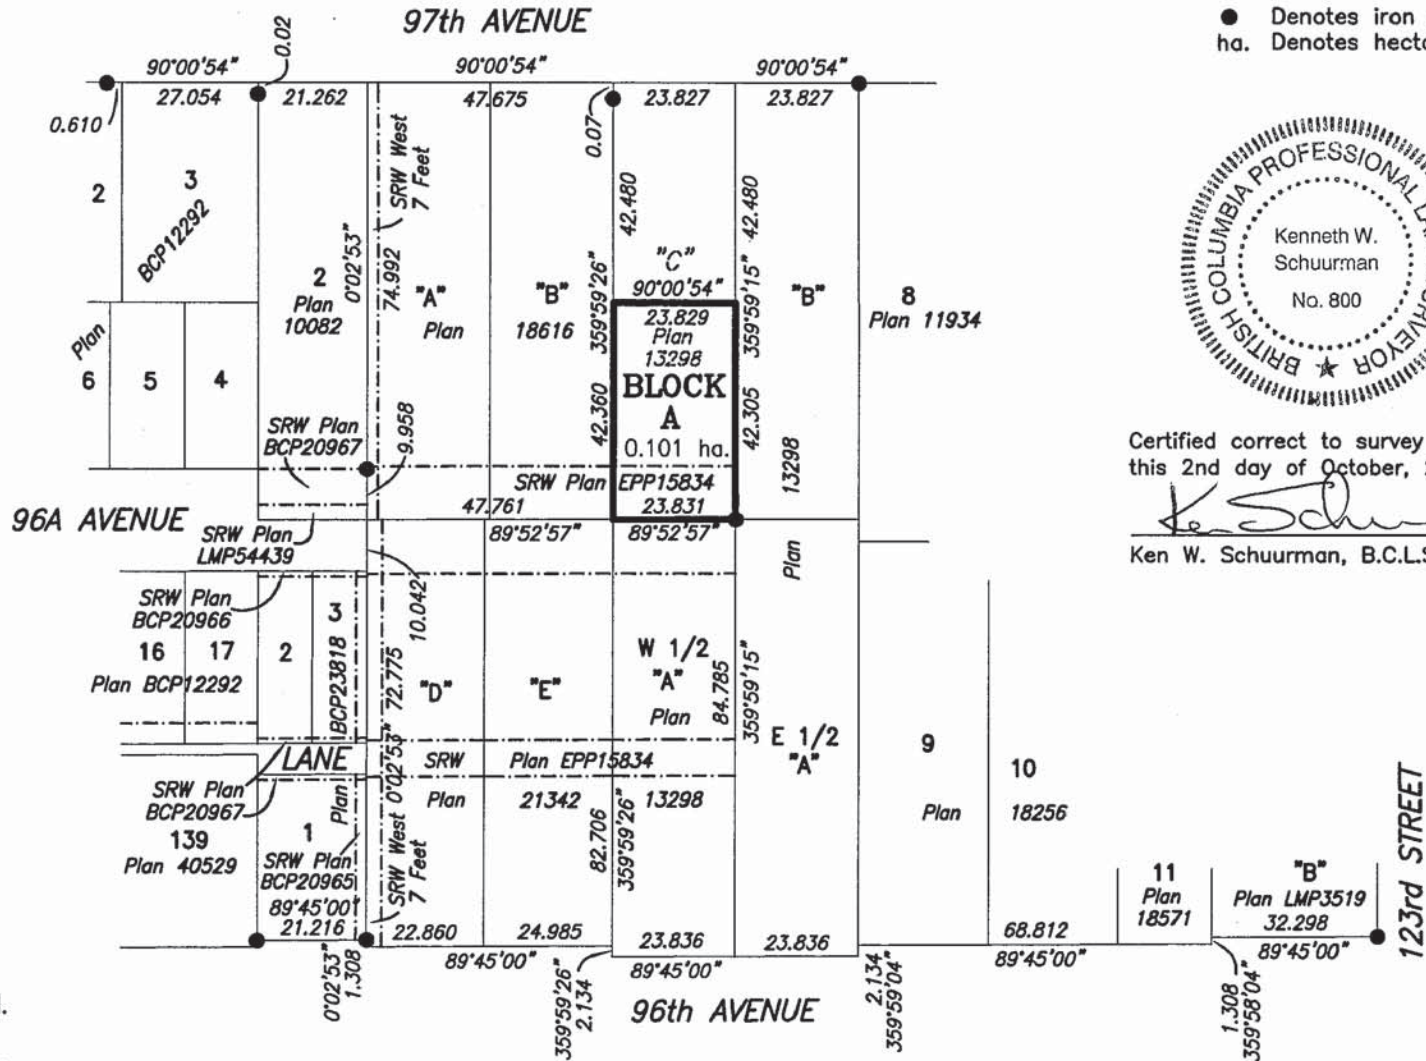 97th AVENUE
● Denotes iron
ha. Denotes hect
90°00'54" 0.02 90°00'54" 90°00'54"
27.054 21.262 47.675 23.827 23.827
0.610 0.07
SRW West
7 Feet
2 3
BCP12292
42.480 42.480
0°02'53" 74.992
2
Plan
10082
"A" "B"
Plan 18616
"C"
90°00'54"
23.829
Plan
13298
BLOCK
A
0.101 ha.
359°59'26" 42.360
359°59'15" 42.305
"B"
13298
Plan
8
Plan 11934
BRITISH COLUMBIA PROFESSIONAL
Kenneth W.
Schuurman
No. 800
Plan
6 5 4
SRW Plan
BCP20967
9.958
SRW Plan EPP15834
47.761 23.831
89°52'57" 89°52'57"
96A AVENUE
SRW Plan
LMP54439
Certified correct to survey
this 2nd day of October,
Ken W. Schuurman, B.C.L.S
SRW Plan
BCP20966
10.042
16 17 2 3
Plan BCP12292
BCP23818
0°02'53" 72.775
"D" "E"
W 1/2
"A"
Plan
84.785
359°59'15"
E 1/2
"A"
9 10
Plan 18256
LANE
SRW Plan EPP15834
Plan 21342 13298
SRW Plan
BCP20967
139
Plan 40529
1
Plan
SRW Plan
BCP20965
89°45'00"
21.216
SRW West
7 Feet
82.706
359°59'26"
11
Plan
18571
"B"
Plan LMP3519
32.298
123rd STREET
22.860 24.985 23.836 23.836 68.812
89°45'00" 89°45'00" 89°45'00" 89°45'00"
0°02'53"
1.308
359°59'26"
2.134
2.134
359°59'04"
1.308
359°58'04"
96th AVENUE